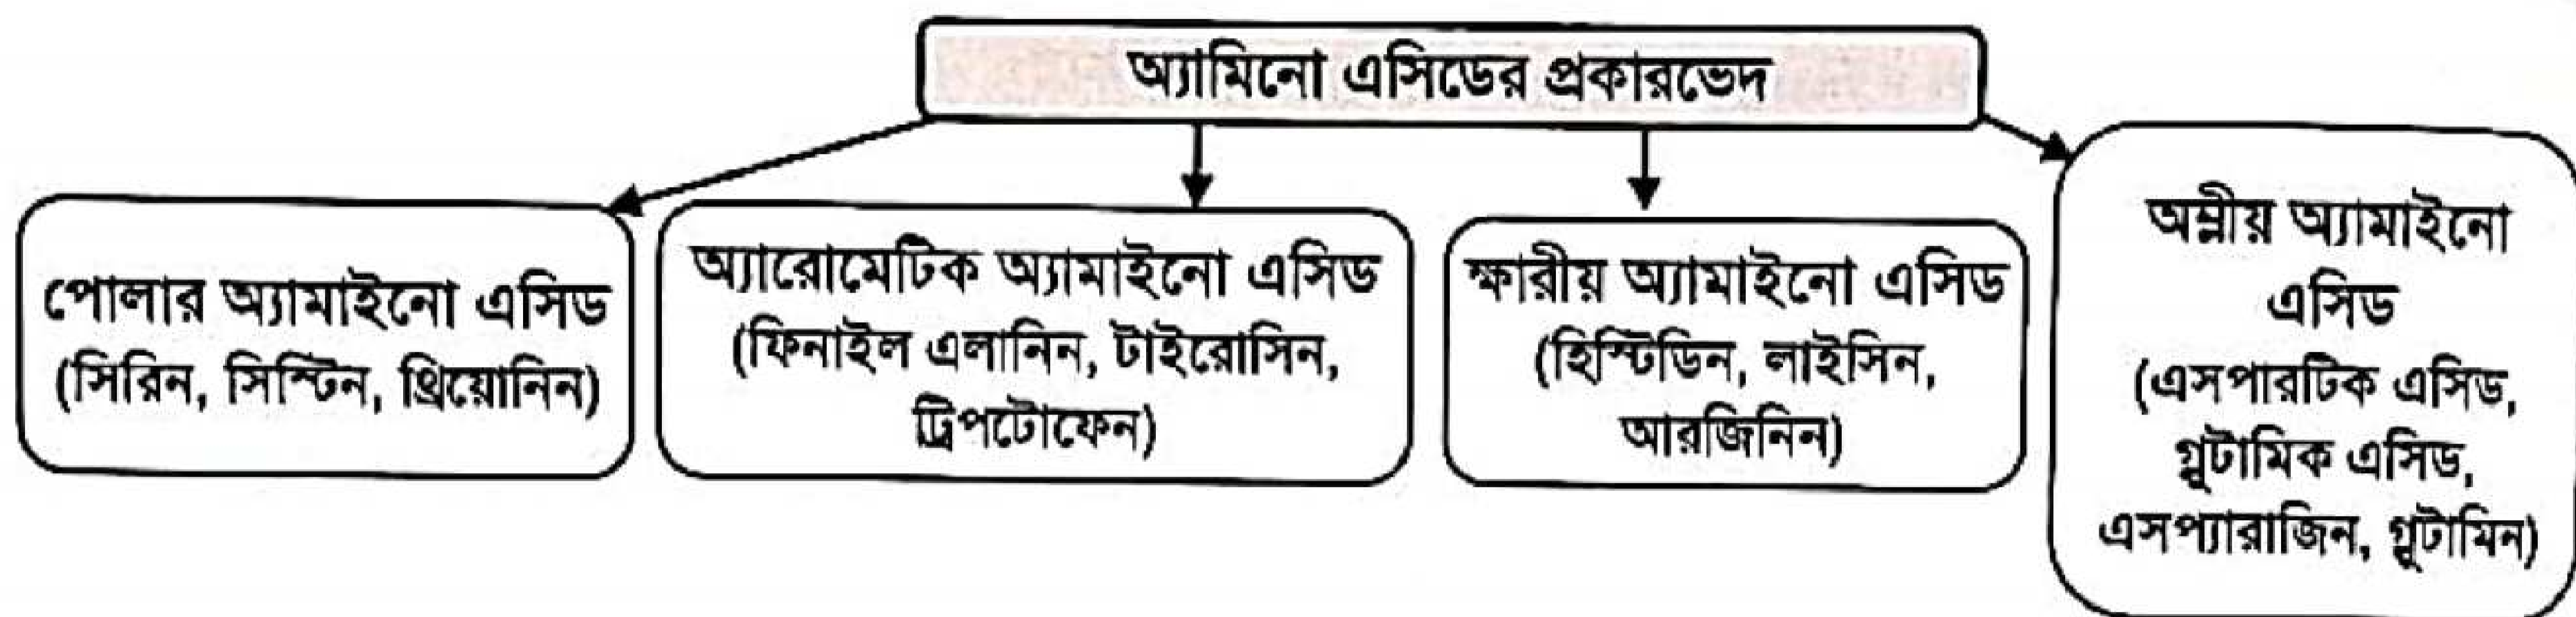 অ্যামিনো এসিডের প্রকারভেদ
পোলার অ্যামাইনো এসিড
(সিরিন, সিস্টিন, থ্রিয়োনিন)
অ্যারোমেটিক অ্যামাইনো এসিড
(ফিনাইল এলানিন, টাইরোসিন,
ট্রিপটোফেন)
ক্ষারীয় অ্যামাইনো এসিড
(হিস্টিডিন, লাইসিন,
আরজিনিন)
অম্লীয় অ্যামাইনো
এসিড
(এসপারটিক এসিড,
গ্লুটামিক এসিড,
এসপ্যারাজিন, গ্লুটামিন)